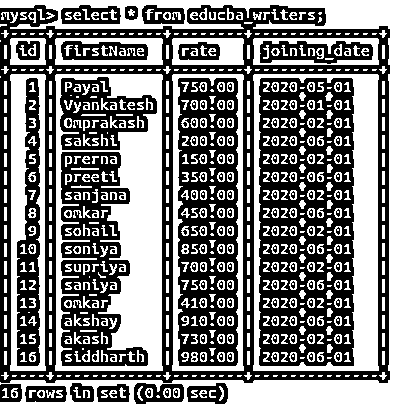 mysql> select * from educba_writers;
id firstName rate joining_date
1 Payal 750.00 2020-05-01
2 Vyankatesh 700.00 2020-01-01
3 Omprakash 600.00 2020-02-01
4 sakshi 200.00 2020-06-01
5 prerna 150.00 2020-02-01
6 preeti 350.00 2020-06-01
7 sanjana 400.00 2020-02-01
8 omkar 450.00 2020-06-01
9 sohail 650.00 2020-02-01
10 soniya 850.00 2020-06-01
11 supriya 700.00 2020-02-01
12 saniya 750.00 2020-06-01
13 omkar 410.00 2020-02-01
14 akshay 910.00 2020-06-01
15 akash 730.00 2020-02-01
16 siddharth 980.00 2020-06-01
16 rows in set (0.00 sec)